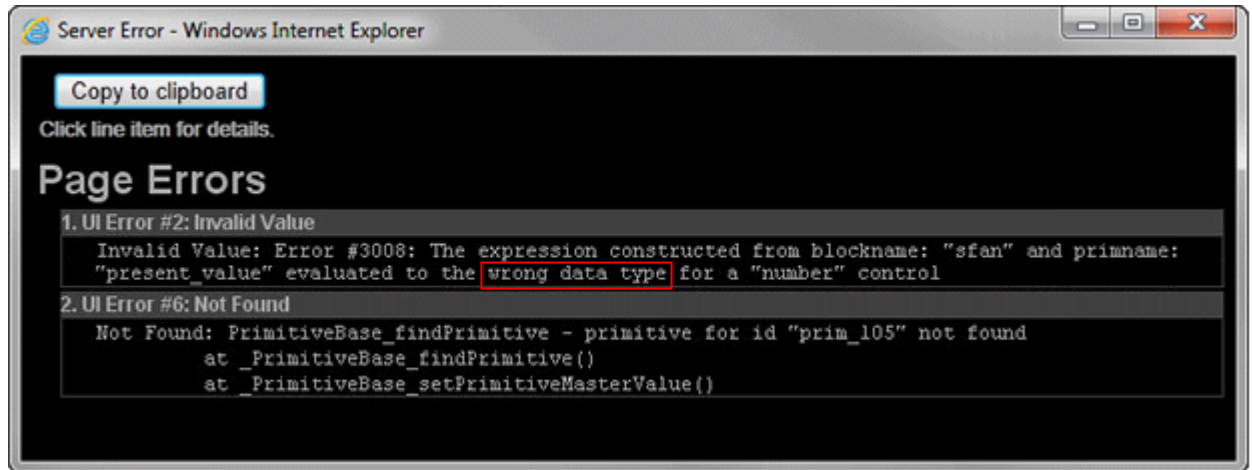 Server Error - Windows Internet Explorer
Copy to clipboard
Click line item for details.
Page Errors
1. UI Error #2: Invalid Value
Invalid Value: Error #3008: The expression constructed from blockname: "sfan" and primname:
"present_value" evaluated to the wrong data type for a "number" control
2. UI Error #6: Not Found
Not Found: PrimitiveBase_findPrimitive - primitive for id "prim_105" not found
at _PrimitiveBase_findPrimitive()
at _PrimitiveBase_setPrimitiveMasterValue()